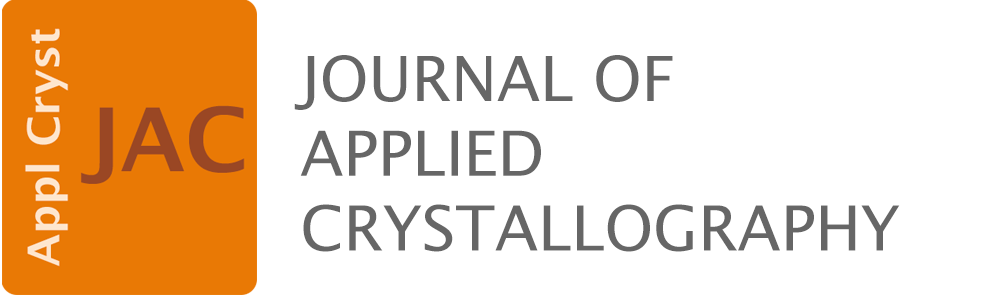 Appl Cryst
JAC
JOURNAL OF
APPLIED
CRYSTALLOGRAPHY